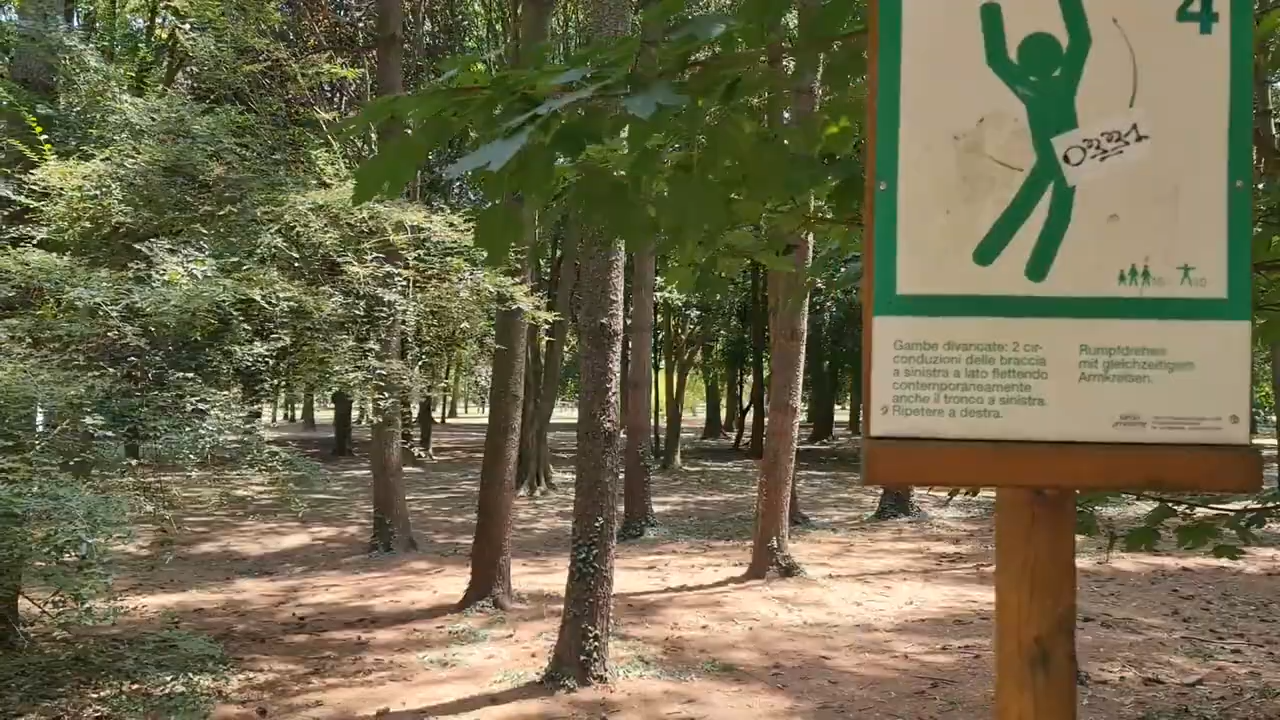 4
03331
Gambe divaricate: 2 cir-
conduzioni delle braccia
a sinistra a lato flettendo
contemporaneamente
anche il tronco a sinistra.
Ripetere a destra.
Rumpfdrehen
mit gleichzeitigem
Armkreisen.